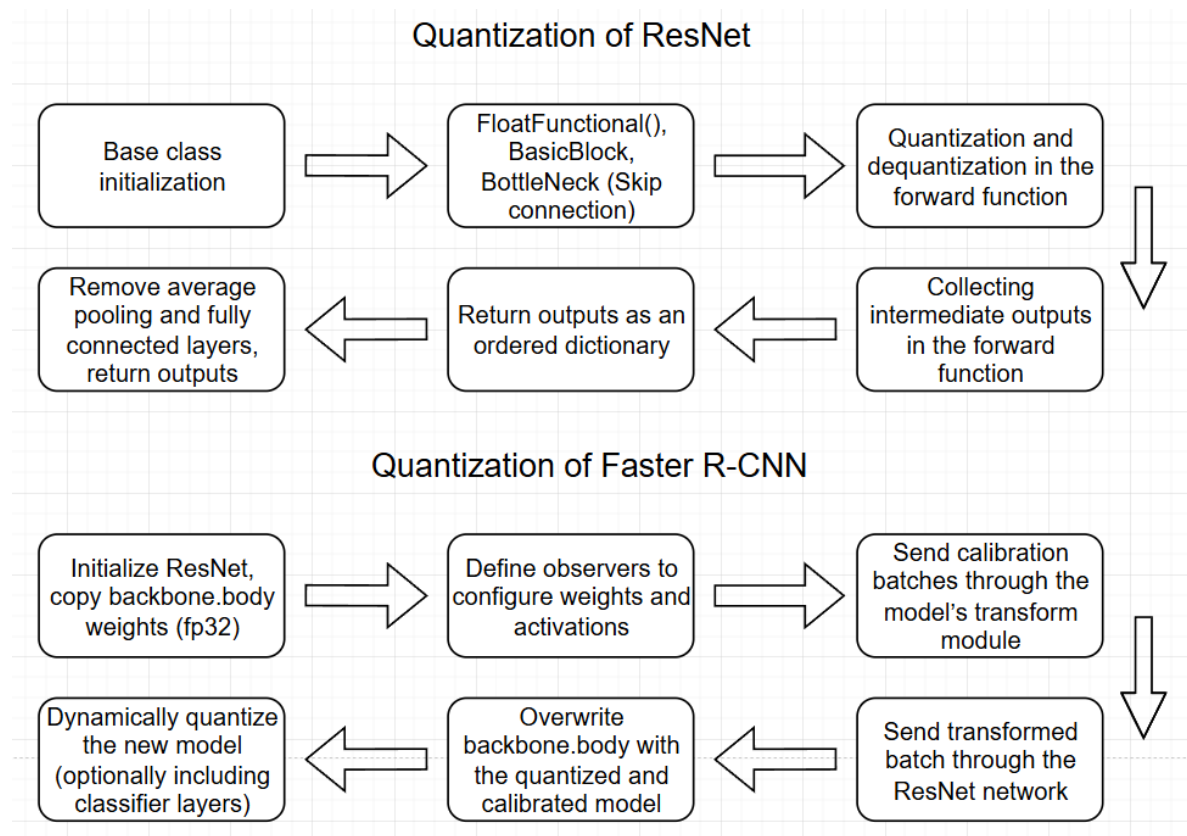 Quantization of ResNet
Base class
initialization
FloatFunctional(),
BasicBlock,
BottleNeck (Skip
connection)
Quantization and
dequantization in the
forward function
Collecting
intermediate outputs
in the forward
function
Return outputs as an
ordered dictionary
Remove average
pooling and fully
connected layers,
return outputs
Quantization of Faster R-CNN
Initialize ResNet,
copy backbone.body
weights (fp32)
Define observers to
configure weights and
activations
Send calibration
batches through the
model's transform
module
Send transformed
batch through the
ResNet network
Overwrite
backbone.body with
the quantized and
calibrated model
Dynamically quantize
the new model
(optionally including
classifier layers)